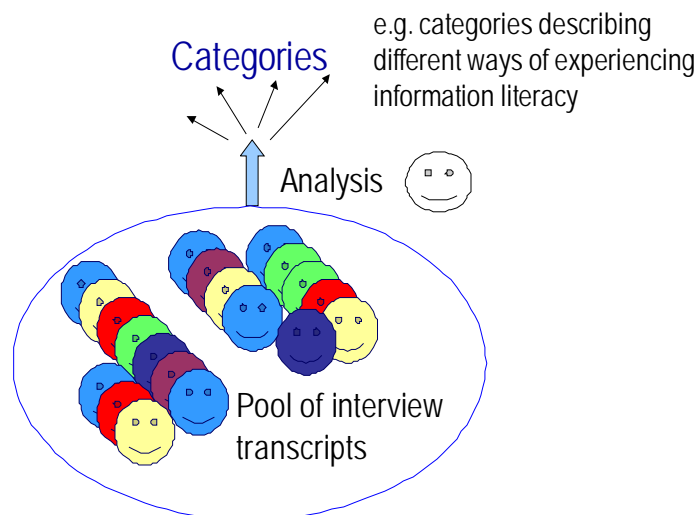 e.g. categories describing
different ways of experiencing
information literacy
Categories
Analysis
Pool of interview
transcripts